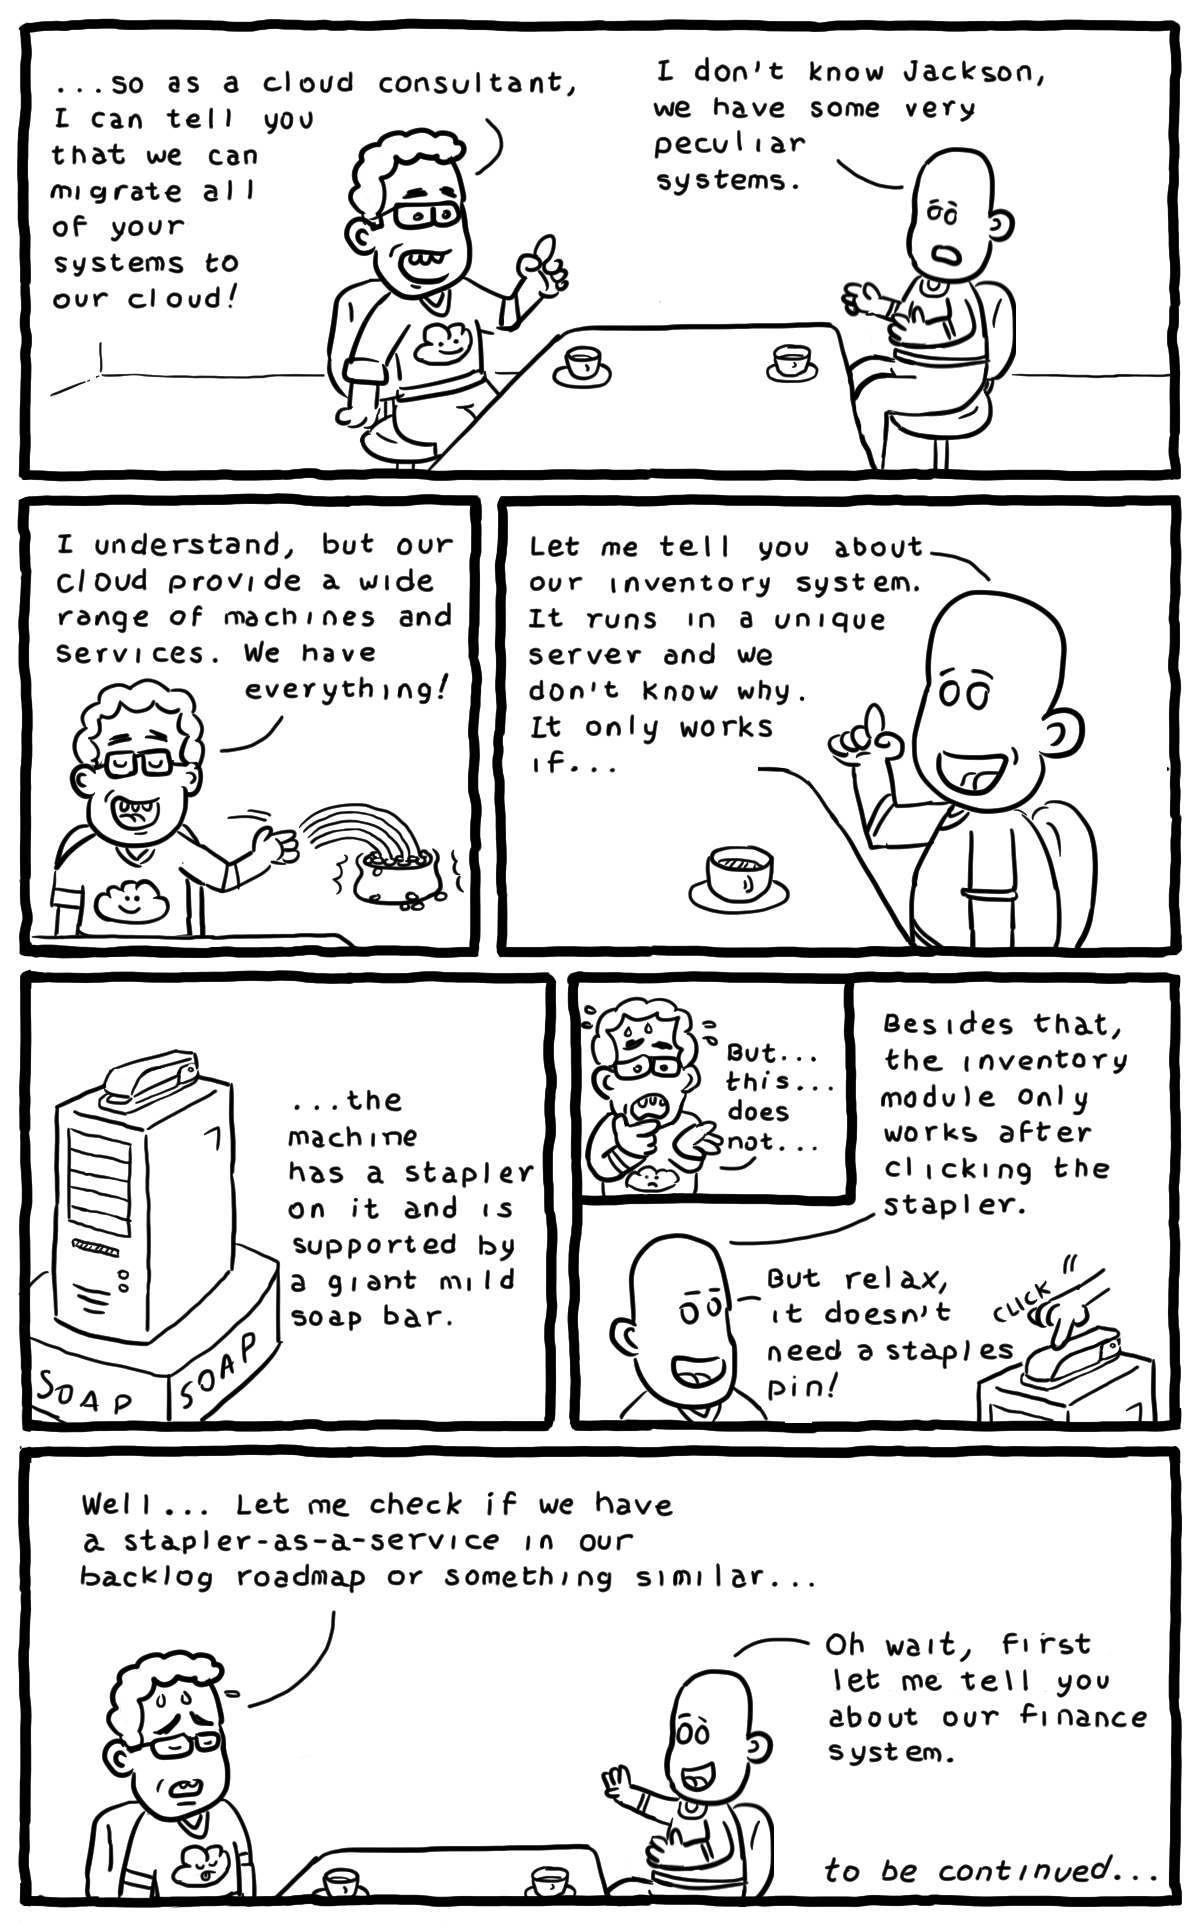 ...so as a cloud consultant,
I can tell you
that we can
migrate all
of your
systems to
our cloud!
I don't know Jackson,
we have some very
peculiar
systems.
I understand, but our
cloud provide a wide
range of machines and
services. We have
everything!
Let me tell you about
our inventory system.
It runs in a unique
server and we
don't know why.
It only works
if...
...the
machine
has a stapler
on it and is
supported by
a giant mild
soap bar.
SOAP
SOAP
But...
this...
does
not...
Besides that,
the inventory
module only
works after
clicking the
stapler.
But relax,
it doesn't
need a staples
pin!
CLICK
Well... Let me check if we have
a stapler-as-a-service in our
backlog roadmap or something similar...
Oh wait, first
let me tell you
about our finance
system.
to be continued...